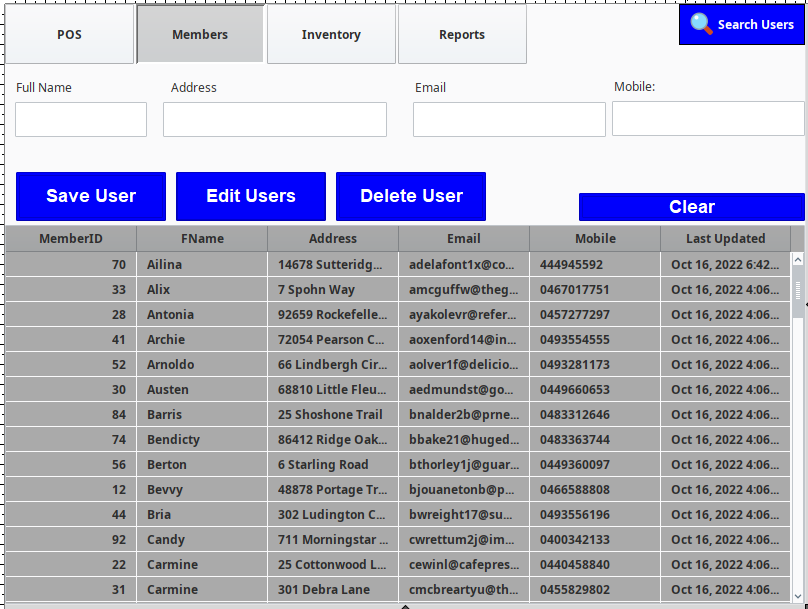 POS Members Inventory Reports Search Users
Full Name Address Email Mobile:
Save User Edit Users Delete User Clear
MemberID FName Address Email Mobile Last Updated
70 Ailina 14678 Sutteridg... adelafont1x@co... 444945592 Oct 16, 2022 6:42...
33 Alix 7 Spohn Way amcguffw@theg... 0467017751 Oct 16, 2022 4:06...
28 Antonia 92659 Rockefelle... ayakolevr@refer... 0457277297 Oct 16, 2022 4:06...
41 Archie 72054 Pearson C... aoxenford14@in... 0493554555 Oct 16, 2022 4:06...
52 Arnoldo 66 Lindbergh Cir... aolver1f@delicio... 0493281173 Oct 16, 2022 4:06...
30 Austen 68810 Little Fleu... aedmundst@go... 0449660653 Oct 16, 2022 4:06...
84 Barris 25 Shoshone Trail bnalder2b@prne... 0483312646 Oct 16, 2022 4:06...
74 Bendicty 86412 Ridge Oak... bbake21@huged... 0483363744 Oct 16, 2022 4:06...
56 Berton 6 Starling Road bthorley1j@guar... 0449360097 Oct 16, 2022 4:06...
12 Bevvy 48878 Portage Tr... bjouanetonb@p... 0466588808 Oct 16, 2022 4:06...
44 Bria 302 Ludington C... bwreight17@su... 0493556196 Oct 16, 2022 4:06...
92 Candy 711 Morningstar ... cwrettum2j@im... 0400342133 Oct 16, 2022 4:06...
22 Carmine 25 Cottonwood L... cewinl@cafepres... 0440458840 Oct 16, 2022 4:06...
31 Carmine 301 Debra Lane cmcbreartyu@th... 0455829802 Oct 16, 2022 4:06...